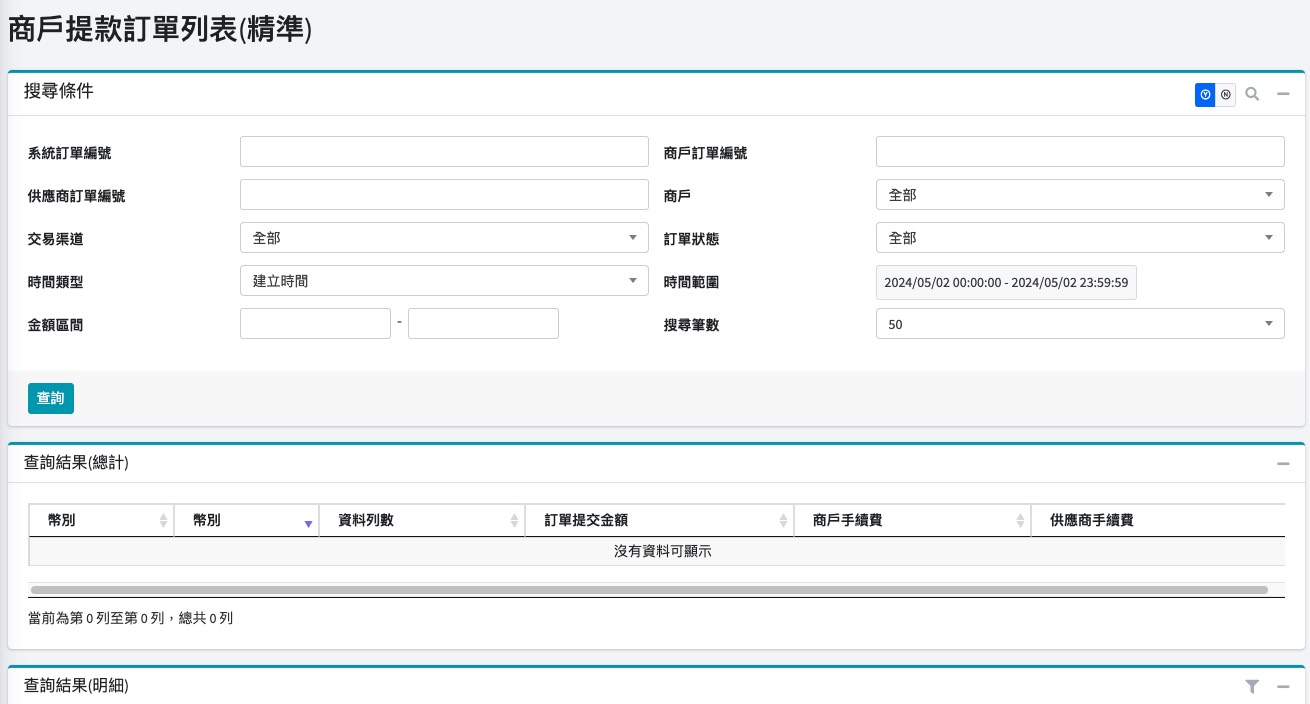 商戶提款訂單列表(精準)
搜尋條件
Y N
系統訂單編號
商戶訂單編號
供應商訂單編號
商戶 全部
交易渠道 全部
訂單狀態 全部
時間類型 建立時間
時間範圍 2024/05/02 00:00:00 - 2024/05/02 23:59:59
金額區間 -
搜尋筆數 50
查詢
查詢結果(總計)
幣別 幣別 資料列數 訂單提交金額 商戶手續費 供應商手續費
沒有資料可顯示
當前為第 0 列至第 0 列，總共 0 列
查詢結果(明細)